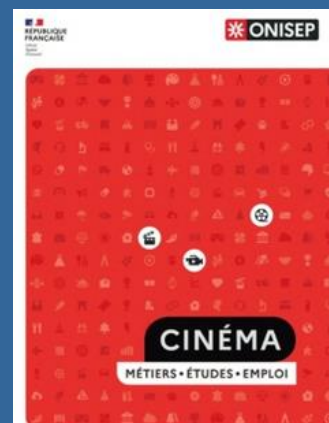 RÉPUBLIQUE
FRANÇAISE
ONISEP
CINÉMA
MÉTIERS • ÉTUDES • EMPLOI